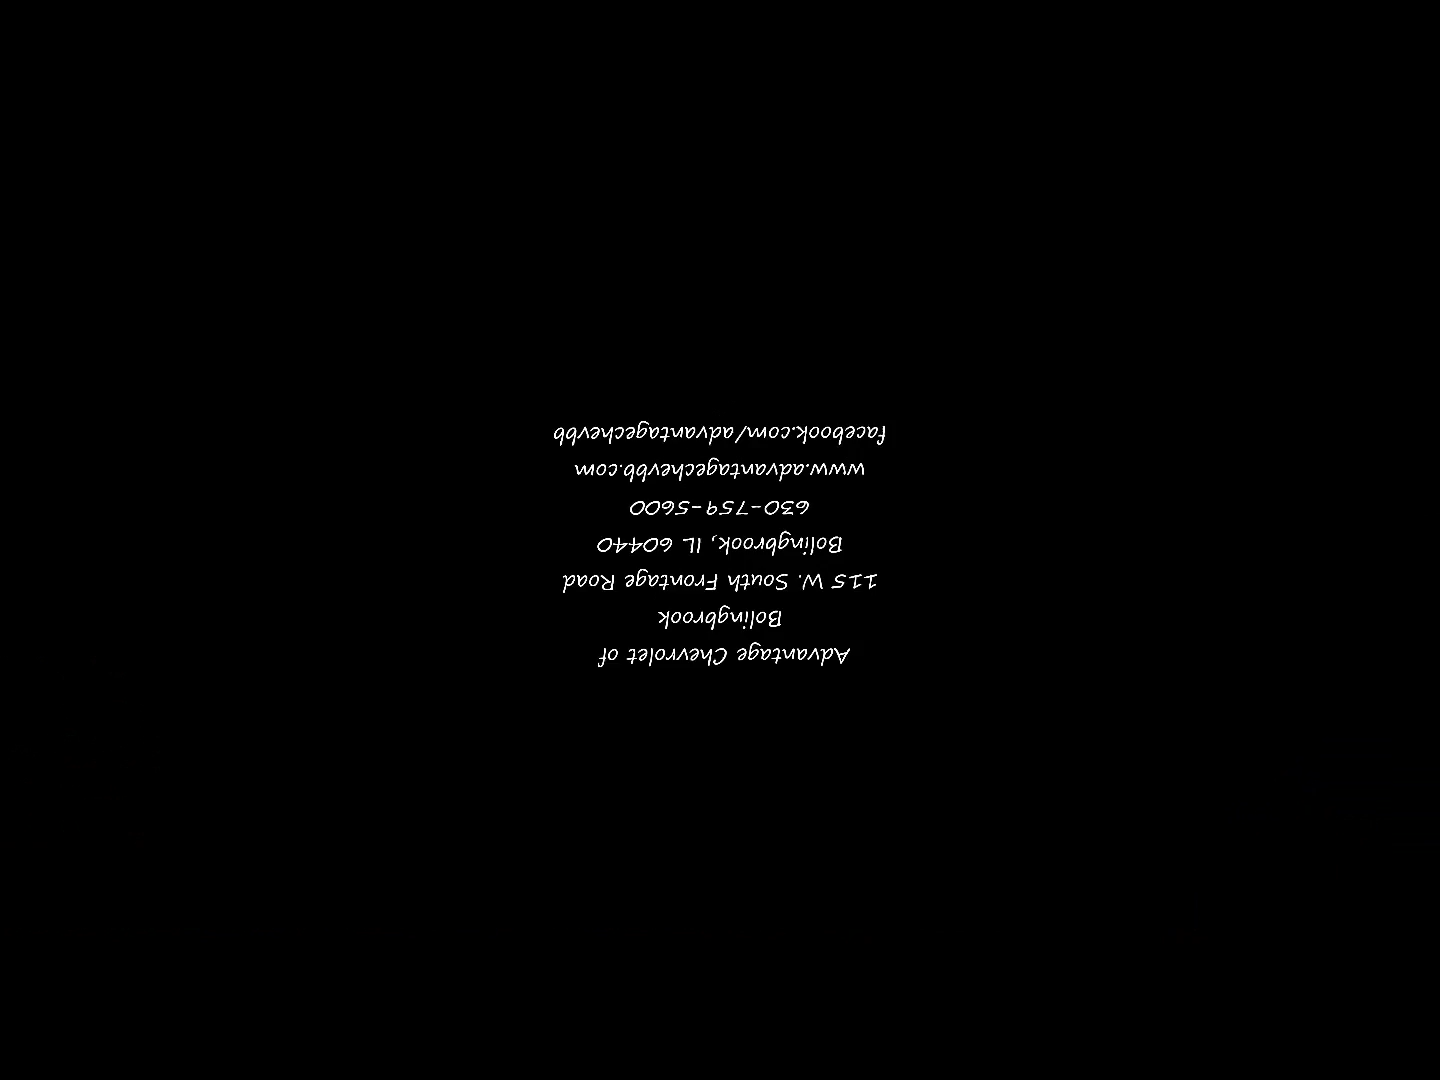 Advantage Chevrolet of
Bolingbrook
115 W. South Frontage Road
Bolingbrook, IL 60440
630-759-5600
www.advantagechevbb.com
facebook.com/advantagechevbb